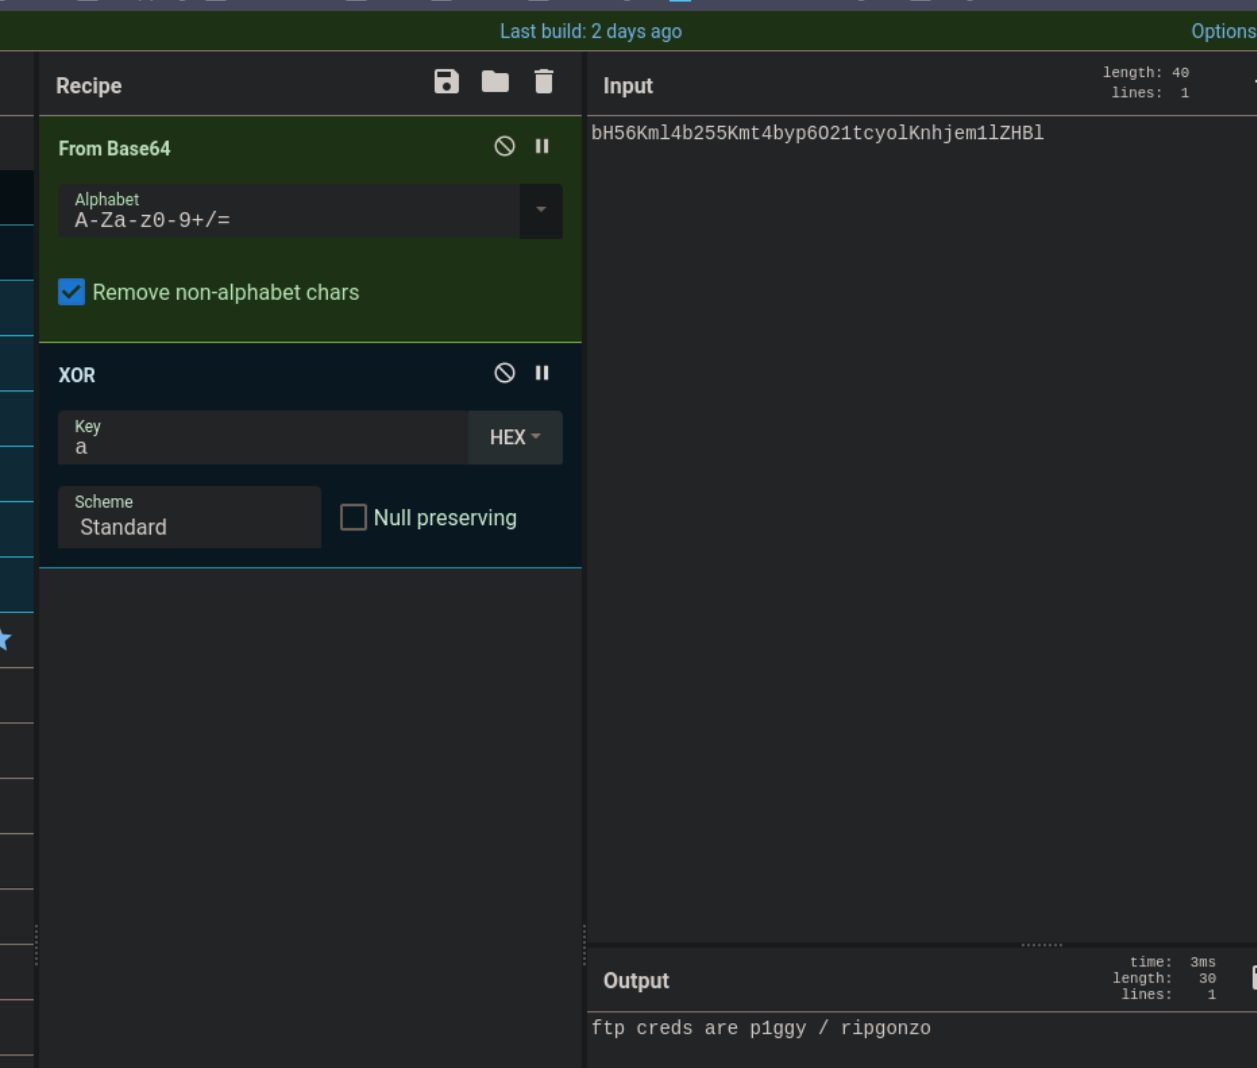 Last build: 2 days ago
Options
Recipe
Input
length: 40
lines: 1
From Base64
Alphabet
A-Za-z0-9+/=
Remove non-alphabet chars
XOR
Key
a
HEX
Scheme
Standard
Null preserving
bH56Kml4b255Kmt4byp6O21tcyolKnhjem1lZHBl
Output
time: 3ms
length: 30
lines: 1
ftp creds are p1ggy / ripgonzo